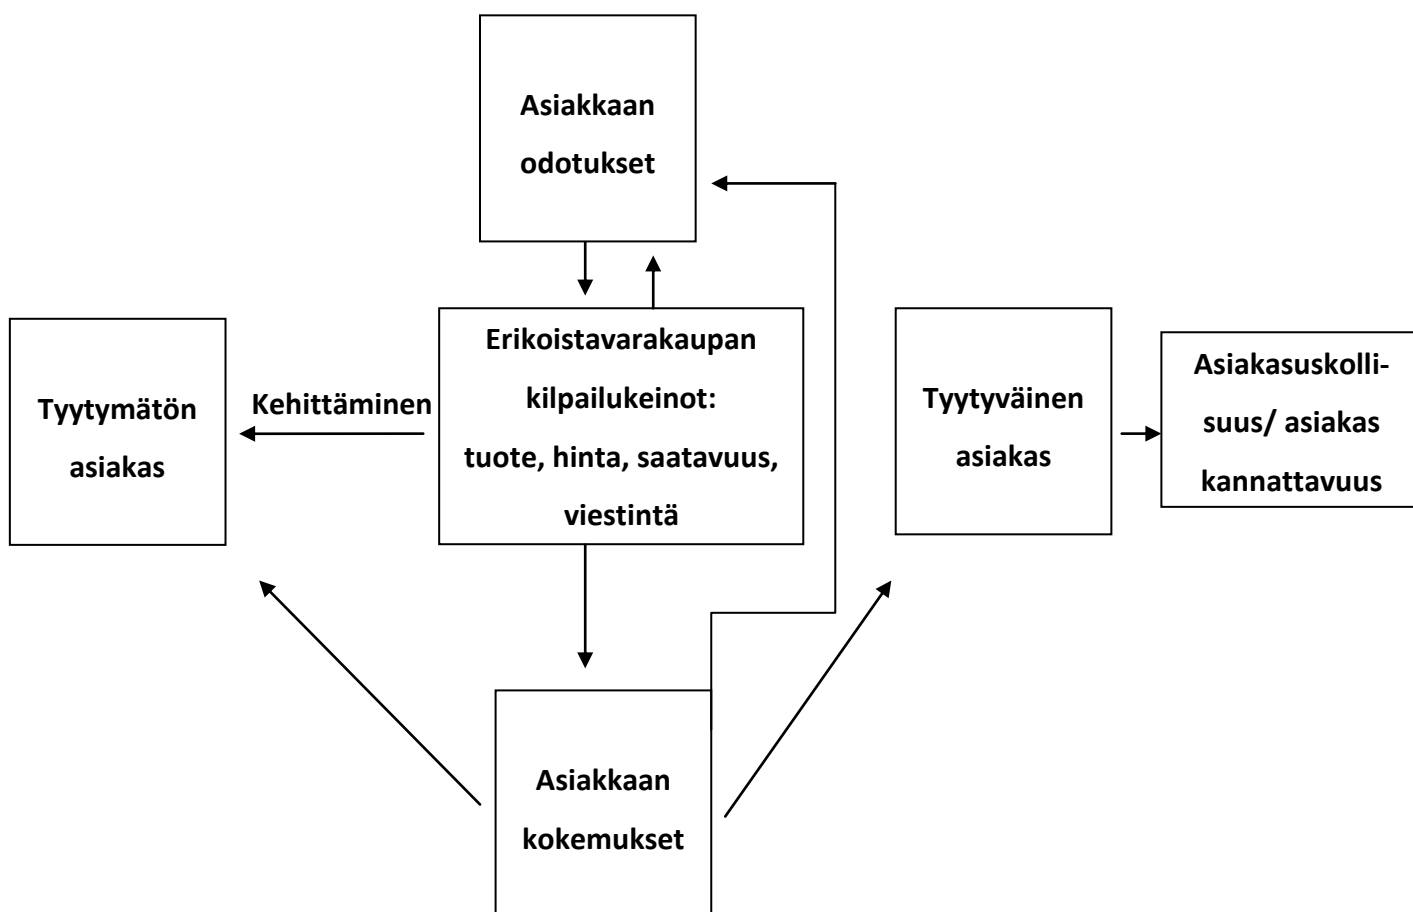 Asiakkaan
odotukset
Erikoistavarakaupan
kilpailukeinot:
tuote, hinta, saatavuus,
viestintä
Tyytymätön
asiakas
Kehittäminen
Tyytyväinen
asiakas
Asiakasuskolli-
suus/ asiakas
kannattavuus
Asiakkaan
kokemukset